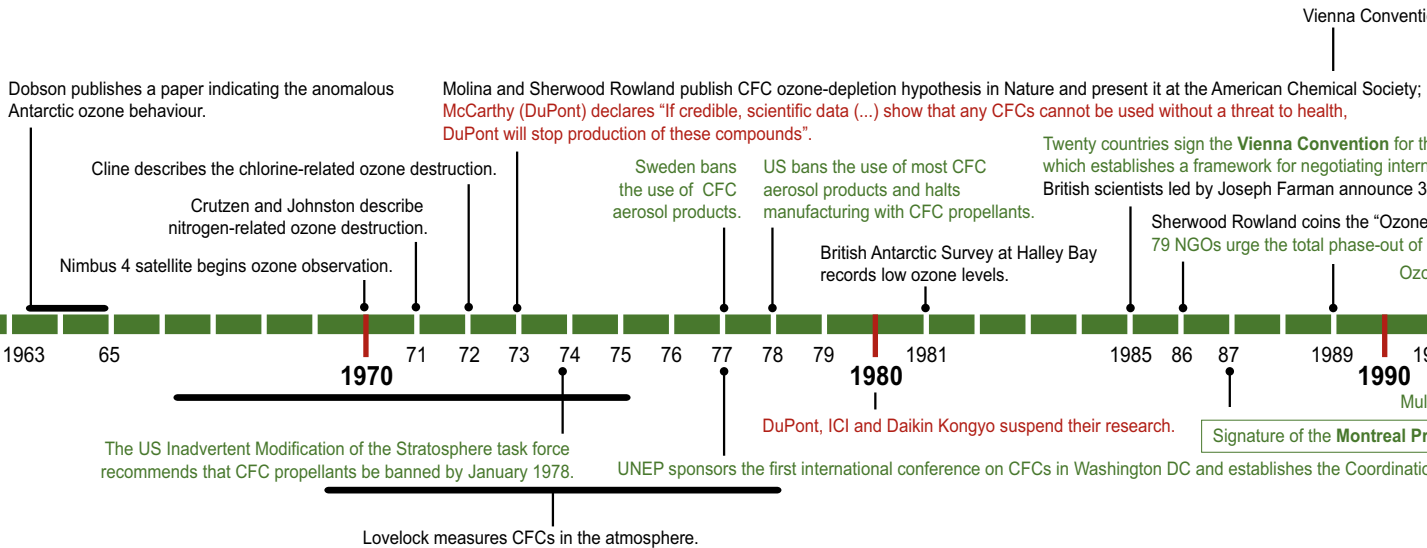 Vienna Conventi
Dobson publishes a paper indicating the anomalous
Antarctic ozone behaviour.
Molina and Sherwood Rowland publish CFC ozone-depletion hypothesis in Nature and present it at the American Chemical Society;
McCarthy (DuPont) declares “If credible, scientific data (...) show that any CFCs cannot be used without a threat to health,
DuPont will stop production of these compounds”.
Twenty countries sign the Vienna Convention for th
which establishes a framework for negotiating intern
British scientists led by Joseph Farman announce 3
Cline describes the chlorine-related ozone destruction.
Sweden bans
the use of CFC
aerosol products.
US bans the use of most CFC
aerosol products and halts
manufacturing with CFC propellants.
Crutzen and Johnston describe
nitrogen-related ozone destruction.
Sherwood Rowland coins the “Ozone
79 NGOs urge the total phase-out of
Nimbus 4 satellite begins ozone observation.
British Antarctic Survey at Halley Bay
records low ozone levels.
Ozo
1963 65 71 72 73 74 75 76 77 78 79 1981 1985 86 87 1989 19
1970 1980 1990
Mul
DuPont, ICI and Daikin Kongyo suspend their research.
Signature of the Montreal Pr
The US Inadvertent Modification of the Stratosphere task force
recommends that CFC propellants be banned by January 1978.
UNEP sponsors the first international conference on CFCs in Washington DC and establishes the Coordinatio
Lovelock measures CFCs in the atmosphere.